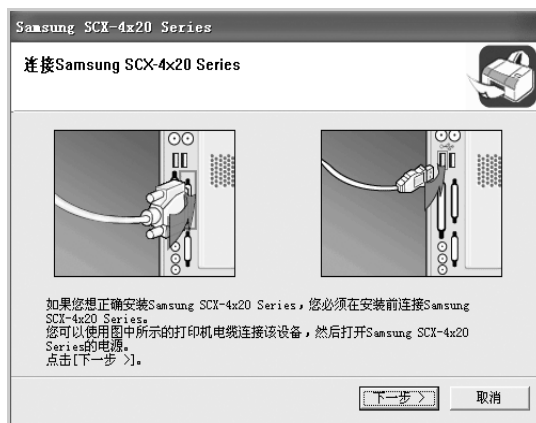 Samsung SCX-4x20 Series
连接Samsung SCX-4x20 Series
如果您想正确安装Samsung SCX-4x20 Series，您必须在安装前连接Samsung
SCX-4x20 Series。
您可以使用图中所示的打印机电缆连接该设备，然后打开Samsung SCX-4x20
Series的电源。
点击[下一步 >]。
下一步 >
取消